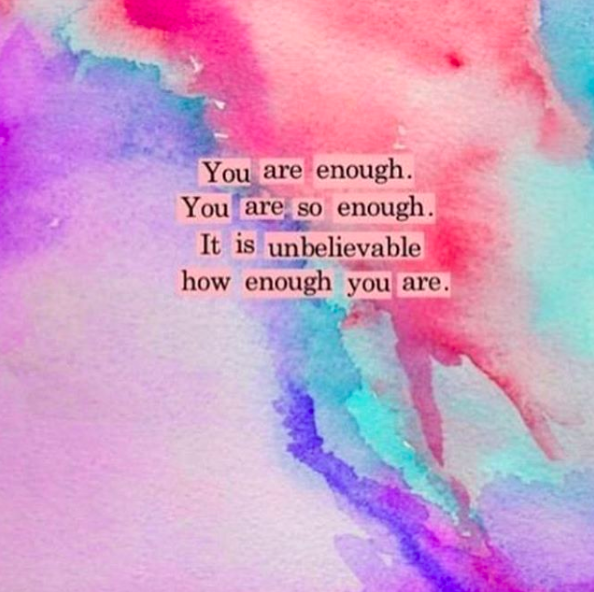 You are enough.
You are so enough.
It is unbelievable
how enough you are.